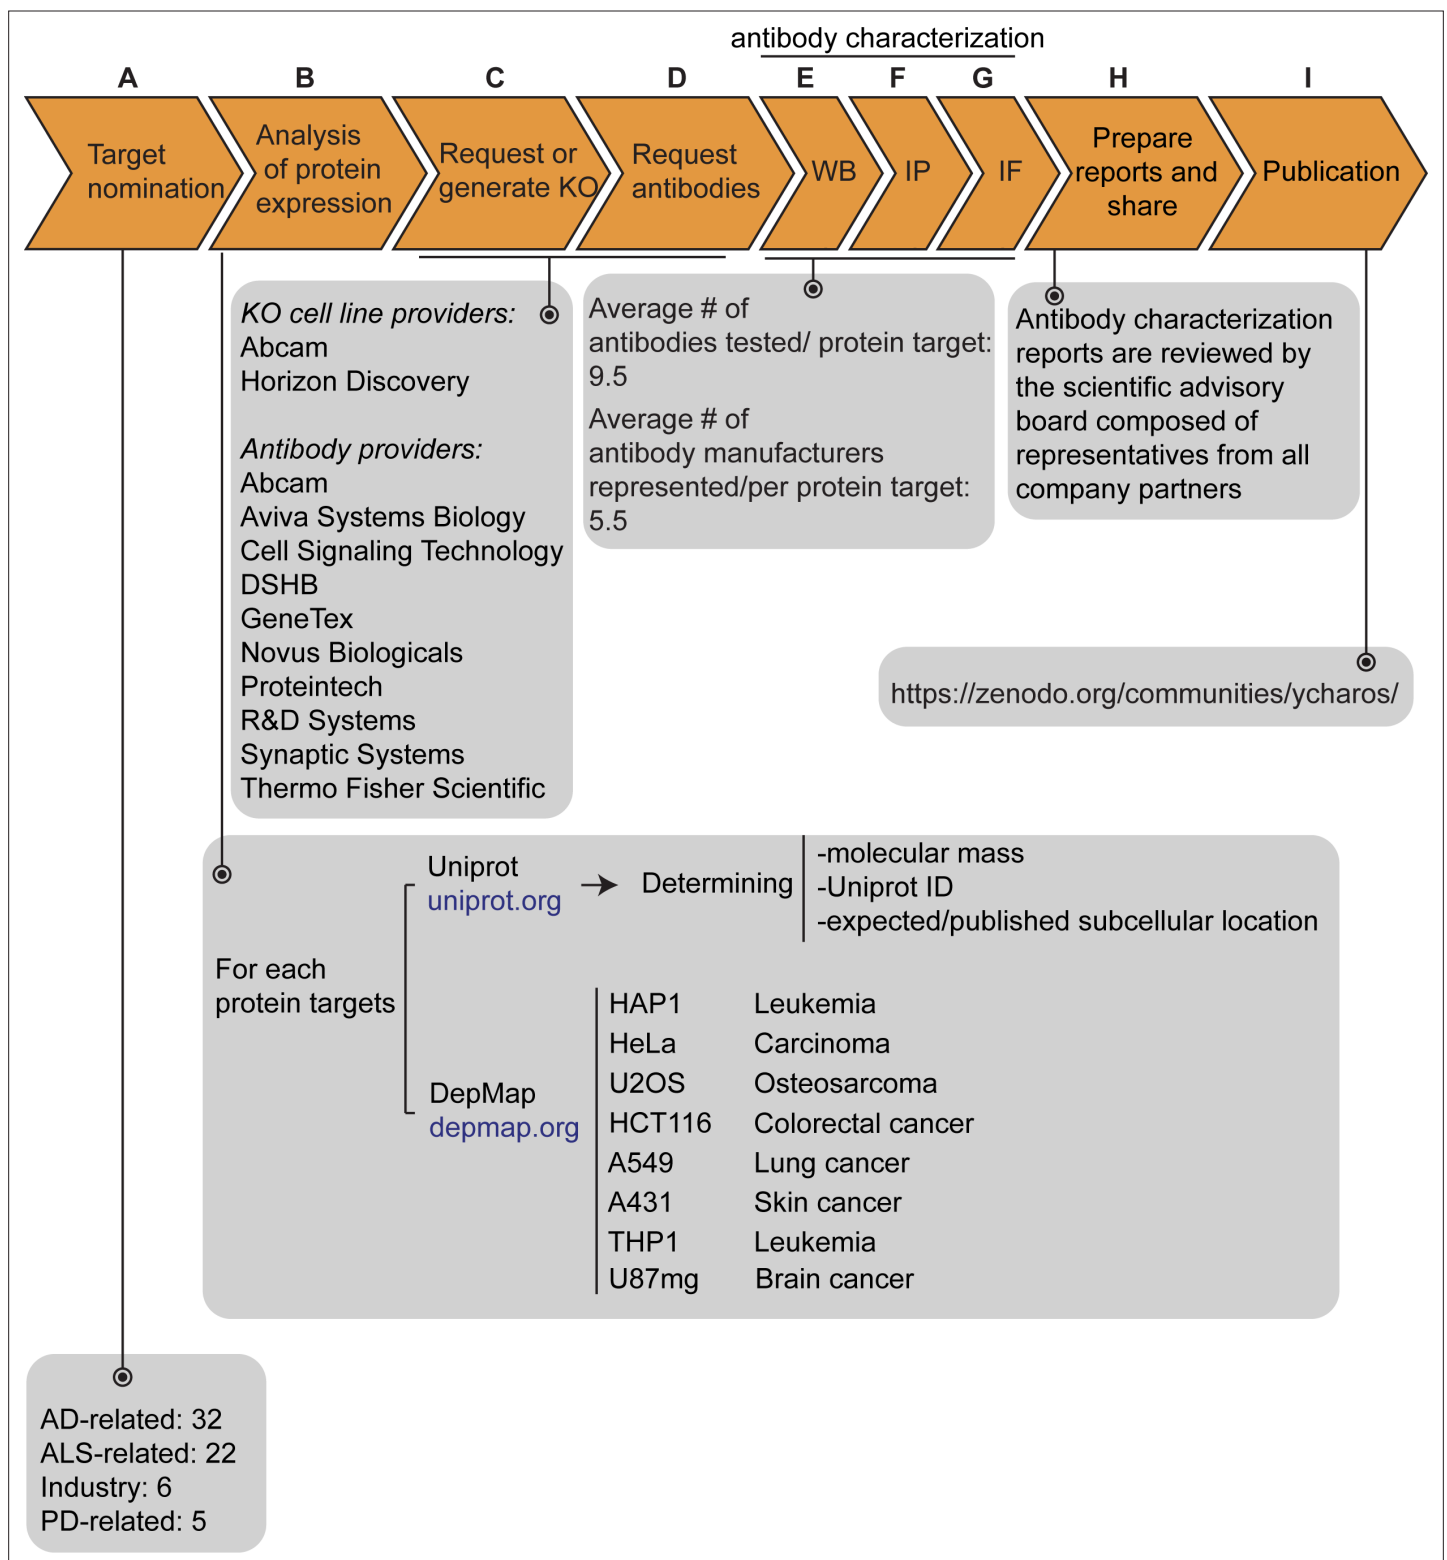 antibody characterization
A
B
C
D
E
F
G
H
I
Target
nomination
Analysis
of protein
expression
Request or
generate KO
Request
antibodies
WB
IP
IF
Prepare
reports and
share
Publication
KO cell line providers:
Abcam
Horizon Discovery
Antibody providers:
Abcam
Aviva Systems Biology
Cell Signaling Technology
DSHB
GeneTex
Novus Biologicals
Proteintech
R&D Systems
Synaptic Systems
Thermo Fisher Scientific
Average # of
antibodies tested/ protein target:
9.5
Average # of
antibody manufacturers
represented/per protein target:
5.5
Antibody characterization
reports are reviewed by
the scientific advisory
board composed of
representatives from all
company partners
https://zenodo.org/communities/ycharos/
For each
protein targets
Uniprot
uniprot.org
Determining
-molecular mass
-Uniprot ID
-expected/published subcellular location
DepMap
depmap.org
HAP1 Leukemia
HeLa Carcinoma
U2OS Osteosarcoma
HCT116 Colorectal cancer
A549 Lung cancer
A431 Skin cancer
THP1 Leukemia
U87mg Brain cancer
AD-related: 32
ALS-related: 22
Industry: 6
PD-related: 5